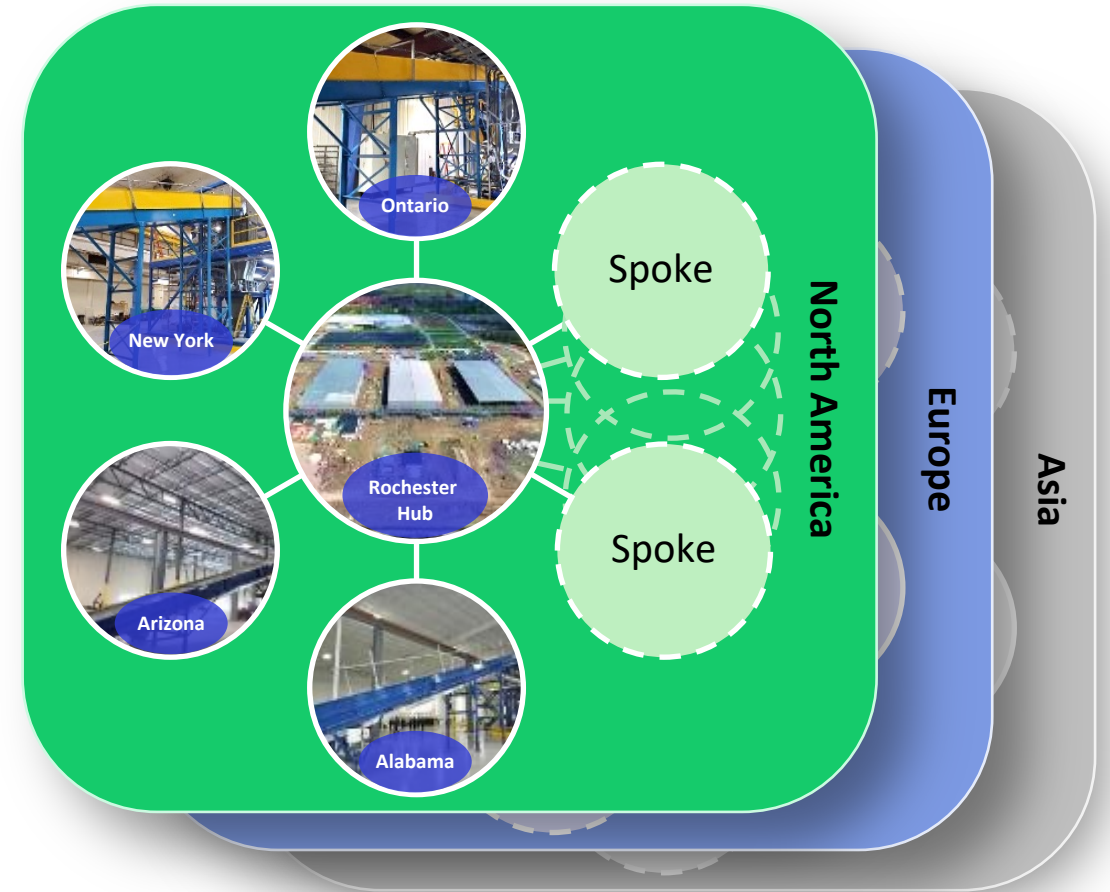 Ontario
New York
Spoke
Rochester
Hub
Spoke
Arizona
Alabama
North America
Europe
Asia